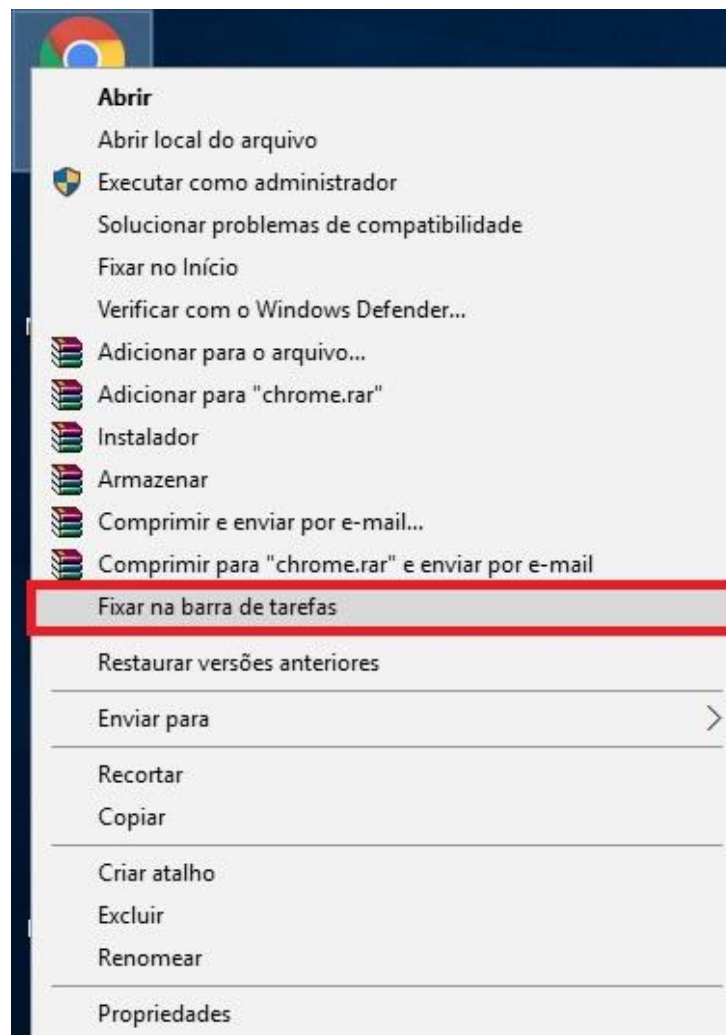 Abrir
Abrir local do arquivo
Executar como administrador
Solucionar problemas de compatibilidade
Fixar no Início
Verificar com o Windows Defender...
Adicionar para o arquivo...
Adicionar para "chrome.rar"
Instalador
Armazenar
Comprimir e enviar por e-mail...
Comprimir para "chrome.rar" e enviar por e-mail
Fixar na barra de tarefas
Restaurar versões anteriores
Enviar para
Recortar
Copiar
Criar atalho
Excluir
Renomear
Propriedades